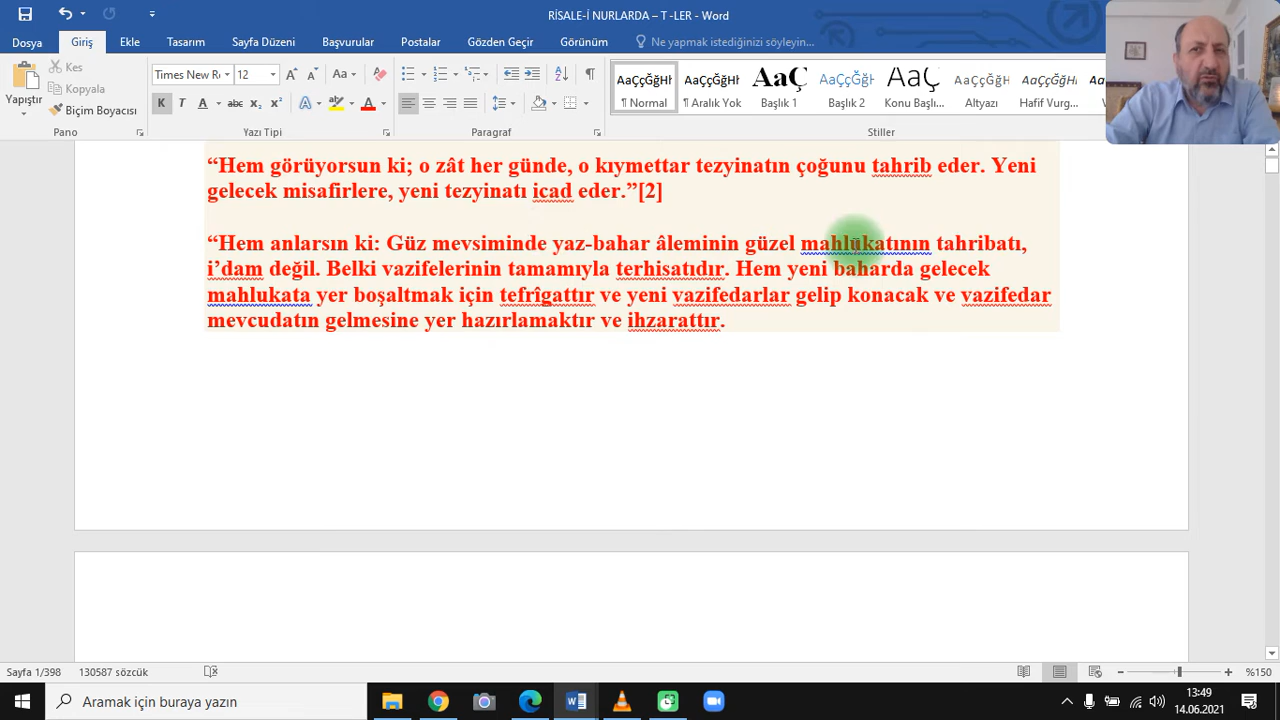 RİSALE-İ NURLARDA – T -LER - Word
Dosya Giriş Ekle Tasarım Sayfa Düzeni Başvurular Postalar Gözden Geçir Görünüm Ne yapmak istediğinizi söyleyin...
Yapıştır
Kes
Kopyala
Biçim Boyacısı
Pano
Times New R 12
Yazı Tipi
Paragraf
AaÇçĞğHł AaÇçĞğHł AaÇç AaÇçĞğ AaÇç AaÇçĞğH AaÇçĞğHł
¶ Normal ¶ Aralık Yok Başlık 1 Başlık 2 Konu Başlı... Altyazı Hafif Vurg...
Stiller
“Hem görüyorsun ki; o zât her günde, o kıymettar tezyinatın çoğunu tahrib eder. Yeni
gelecek misafirlere, yeni tezyinatı icad eder.”[2]
“Hem anlarsın ki: Güz mevsiminde yaz-bahar âleminin güzel mahlukatının tahribatı,
i’dam değil. Belki vazifelerinin tamamıyla terhisatıdır. Hem yeni baharda gelecek
mahlukata yer boşaltmak için tefrîgattır ve yeni vazifedarlar gelip konacak ve vazifedar
mevcudatın gelmesine yer hazırlamaktır ve ihzarattır.
Sayfa 1/398 130587 sözcük %150
Aramak için buraya yazın
13:49
14.06.2021